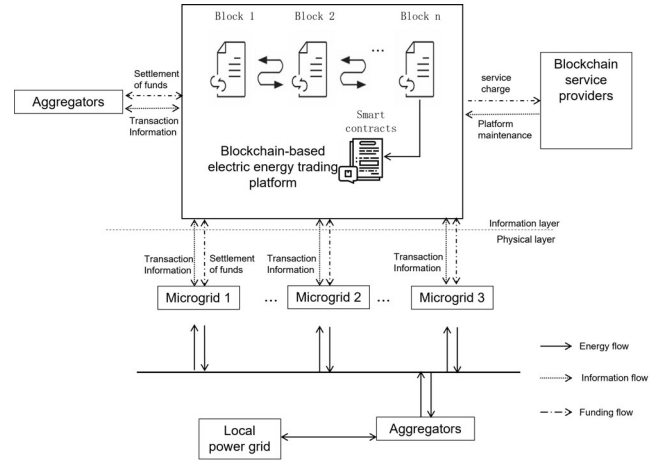 Block 1
Block 2
Block n
...
Settlement
of funds
Aggregators
Transaction
Information
service
charge
Platform
maintenance
Blockchain
service
providers
Smart
contracts
Blockchain-based
electric energy trading
platform
Information layer
Physical layer
Transaction
Information
Settlement
of funds
Transaction
Information
Transaction
Information
Microgrid 1
...
Microgrid 2
...
Microgrid 3
Energy flow
Information flow
Funding flow
Local
power grid
Aggregators